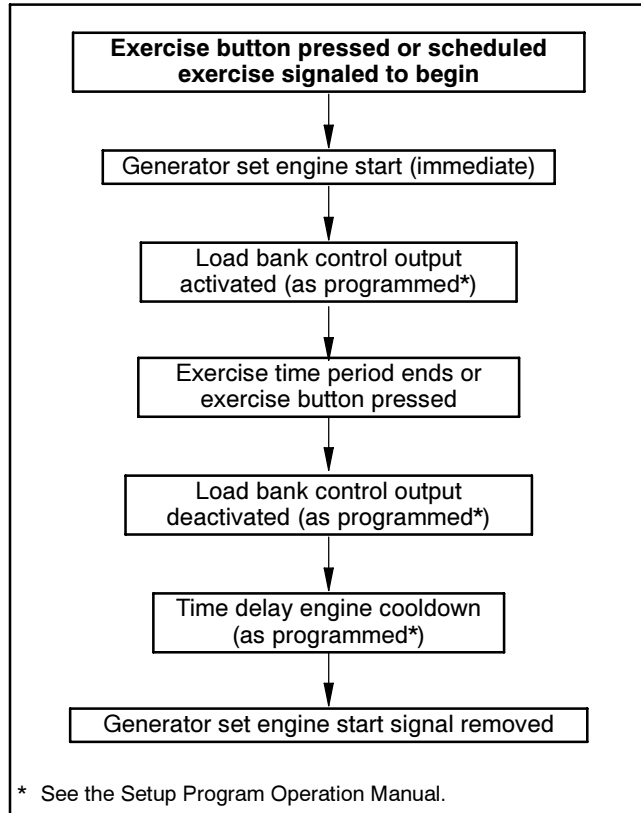 Exercise button pressed or scheduled
exercise signaled to begin
Generator set engine start (immediate)
Load bank control output
activated (as programmed*)
Exercise time period ends or
exercise button pressed
Load bank control output
deactivated (as programmed*)
Time delay engine cooldown
(as programmed*)
Generator set engine start signal removed
* See the Setup Program Operation Manual.